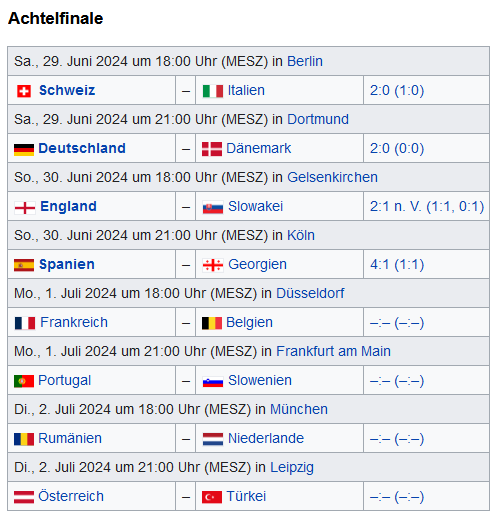 Achtelfinale
Sa., 29. Juni 2024 um 18:00 Uhr (MESZ) in Berlin
Schweiz – Italien 2:0 (1:0)
Sa., 29. Juni 2024 um 21:00 Uhr (MESZ) in Dortmund
Deutschland – Dänemark 2:0 (0:0)
So., 30. Juni 2024 um 18:00 Uhr (MESZ) in Gelsenkirchen
England – Slowakei 2:1 n. V. (1:1, 0:1)
So., 30. Juni 2024 um 21:00 Uhr (MESZ) in Köln
Spanien – Georgien 4:1 (1:1)
Mo., 1. Juli 2024 um 18:00 Uhr (MESZ) in Düsseldorf
Frankreich – Belgien –:– (–:–)
Mo., 1. Juli 2024 um 21:00 Uhr (MESZ) in Frankfurt am Main
Portugal – Slowenien –:– (–:–)
Di., 2. Juli 2024 um 18:00 Uhr (MESZ) in München
Rumänien – Niederlande –:– (–:–)
Di., 2. Juli 2024 um 21:00 Uhr (MESZ) in Leipzig
Österreich – Türkei –:– (–:–)